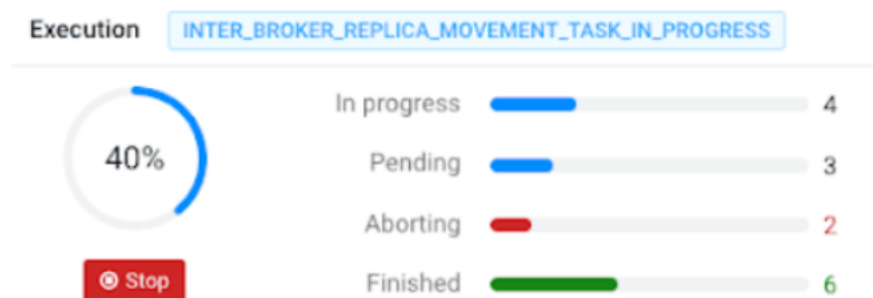 Execution INTER_BROKER_REPLICA_MOVEMENT_TASK_IN_PROGRESS
40%
Stop
In progress 4
Pending 3
Aborting 2
Finished 6